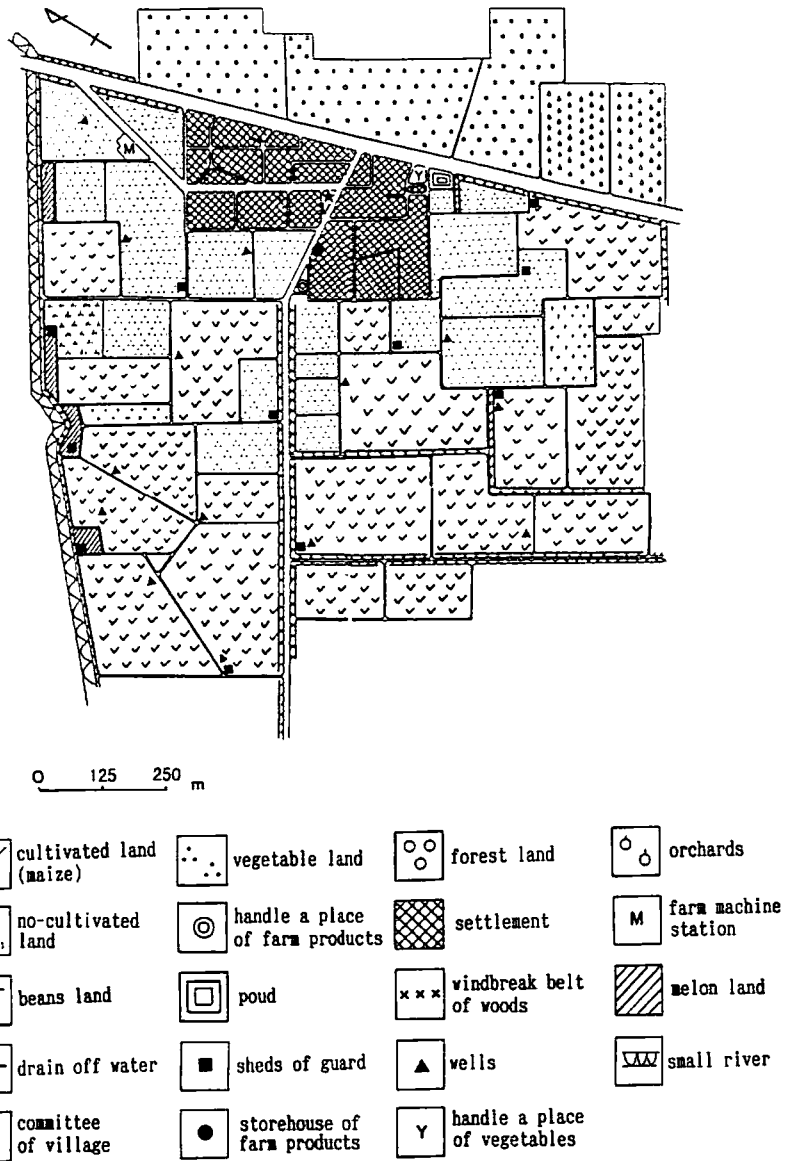 M
Y
0 125 250 m
cultivated land
(maize)
vegetable land
forest land
orchards
no-cultivated
land
handle a place
of farm products
settlement
M
farm machine
station
beans land
poud
windbreak belt
of woods
melon land
drain off water
sheds of guard
wells
small river
committee
of village
storehouse of
farm products
Y
handle a place
of vegetables